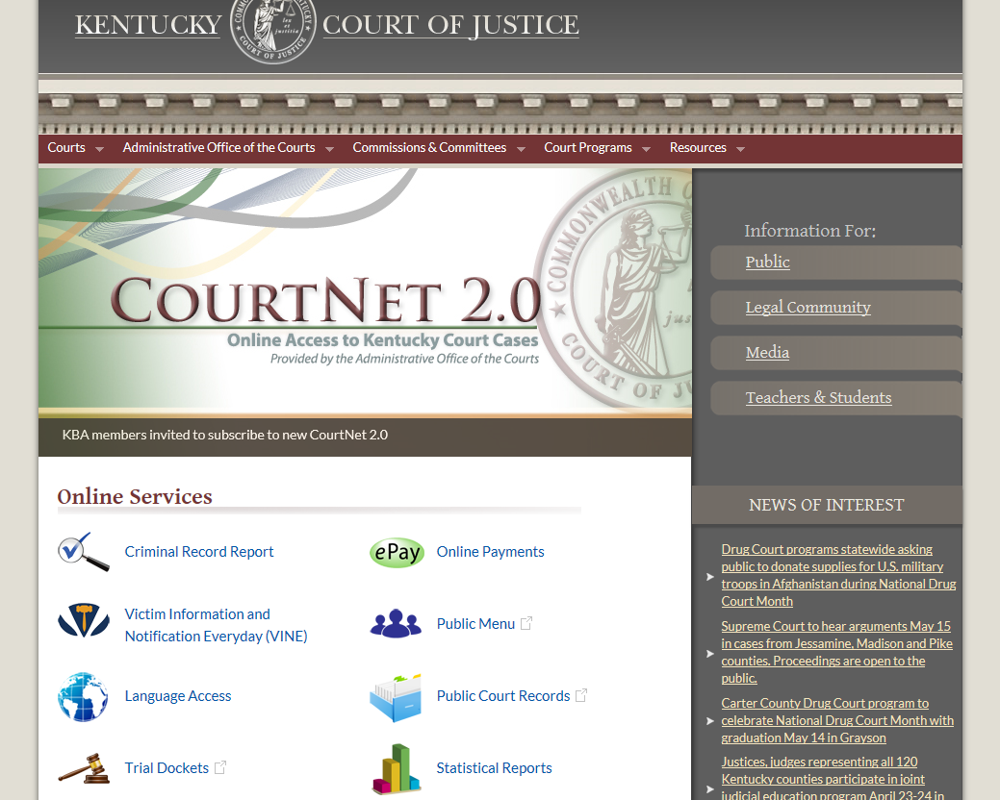 KENTUCKY COURT OF JUSTICE
COURT OF JUSTICE
Courts
Administrative Office of the Courts
Commissions & Committees
Court Programs
Resources
COURTNET 2.0
Online Access to Kentucky Court Cases
Provided by the Administrative Office of the Courts
COMMONWEALTH
COURT OF JU
jus
KBA members invited to subscribe to new CourtNet 2.0
Information For:
Public
Legal Community
Media
Teachers & Students
Online Services
Criminal Record Report
ePay
Online Payments
Victim Information and
Notification Everyday (VINE)
Public Menu
Language Access
Public Court Records
Trial Dockets
Statistical Reports
NEWS OF INTEREST
Drug Court programs statewide asking
public to donate supplies for U.S. military
troops in Afghanistan during National Drug
Court Month
Supreme Court to hear arguments May 15
in cases from Jessamine, Madison and Pike
counties. Proceedings are open to the
public.
Carter County Drug Court program to
celebrate National Drug Court Month with
graduation May 14 in Grayson
Justices, judges representing all 120
Kentucky counties participate in joint
judicial education program April 23-24 in